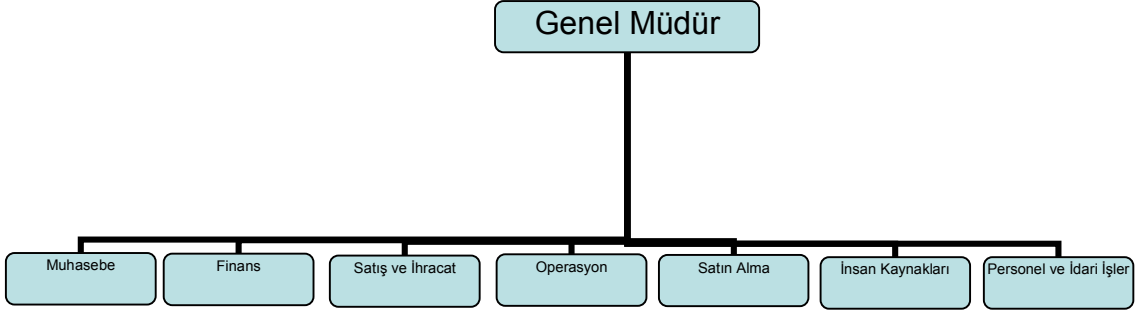 Genel Müdür
Muhasebe
Finans
Satış ve İhracat
Operasyon
Satın Alma
İnsan Kaynakları
Personel ve İdari İşler